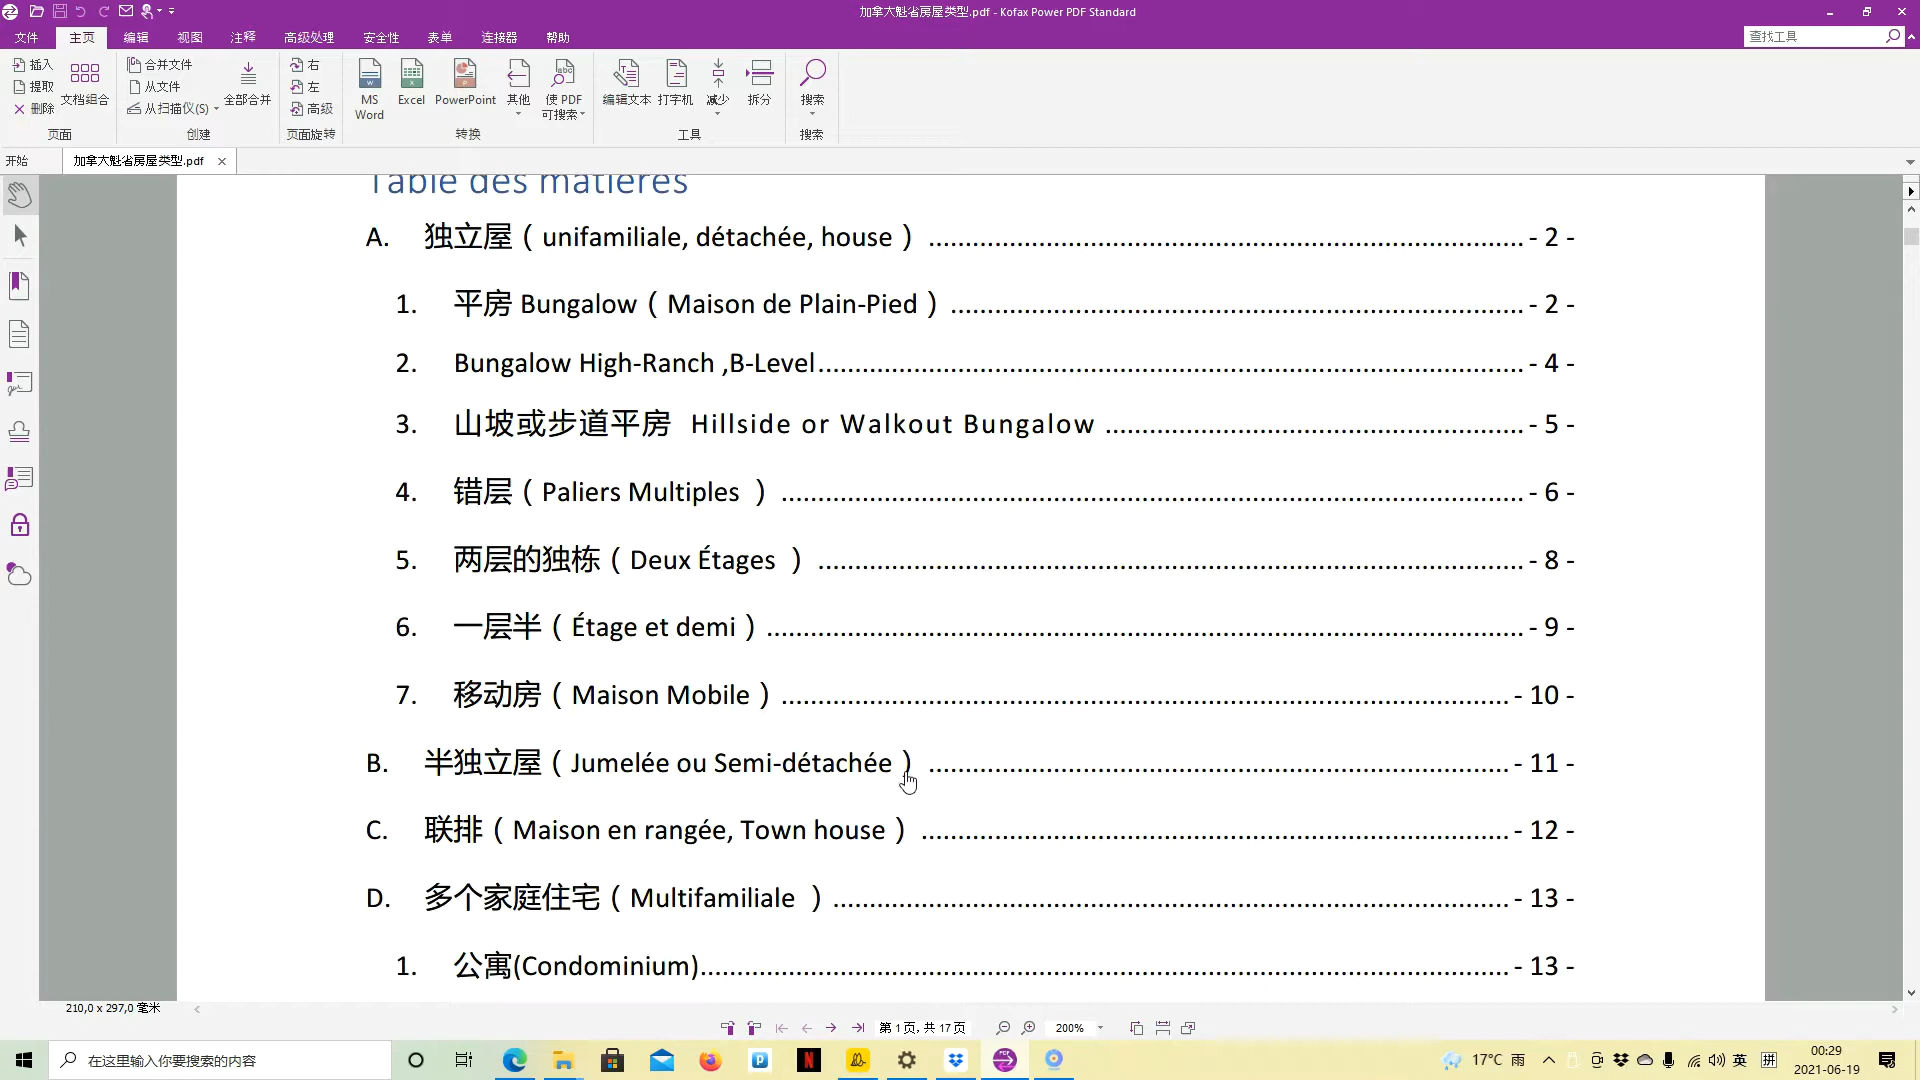 加拿大魁省房屋类型.pdf - Kofax Power PDF Standard
文件 主页 编辑 视图 注释 高级处理 安全性 表单 连接器 帮助 查找工具
插入 提取 删除 文档组合 页面
合并文件 从文件 从扫描仪(S) 全部合并 创建
右 左 高级 页面旋转
MS Word Excel PowerPoint 其他 使 PDF 可搜索 转换
编辑文本 打字机 减少 拆分 工具
搜索 搜索
开始 加拿大魁省房屋类型.pdf
Table des matières
A. 独立屋（unifamiliale, détachée, house） - 2 -
1. 平房 Bungalow（Maison de Plain-Pied） - 2 -
2. Bungalow High-Ranch ,B-Level - 4 -
3. 山坡或步道平房 Hillside or Walkout Bungalow - 5 -
4. 错层（Paliers Multiples ） - 6 -
5. 两层的独栋（Deux Étages ） - 8 -
6. 一层半（Étage et demi） - 9 -
7. 移动房（Maison Mobile） - 10 -
B. 半独立屋（Jumelée ou Semi-détachée） - 11 -
C. 联排（Maison en rangée, Town house） - 12 -
D. 多个家庭住宅（Multifamiliale ） - 13 -
1. 公寓(Condominium) - 13 -
210,0 x 297,0 毫米
第 1 页, 共 17 页 200%
在这里输入你要搜索的内容
17°C 雨 英 拼 00:29
2021-06-19